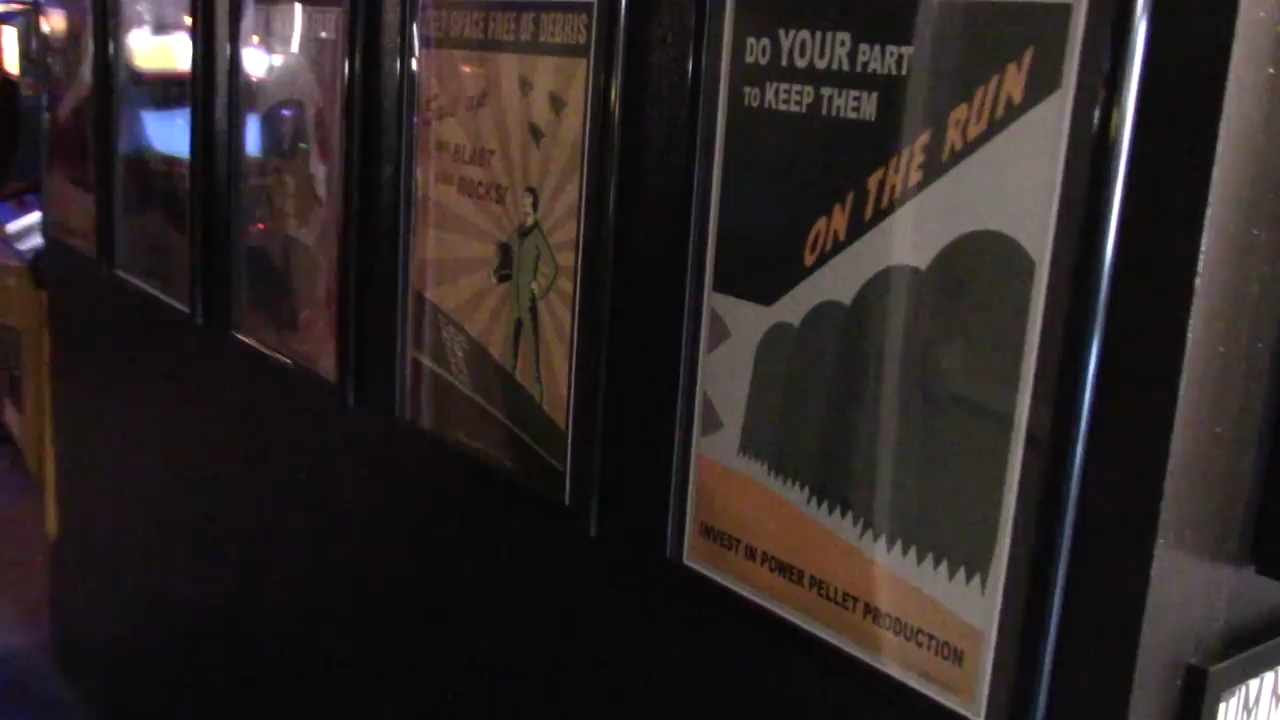 SPACE FREE OF DEBRIS
BLAST
ROCKS!
DO YOUR PART
TO KEEP THEM
ON THE RUN
INVEST IN POWER PELLET PRODUCTION